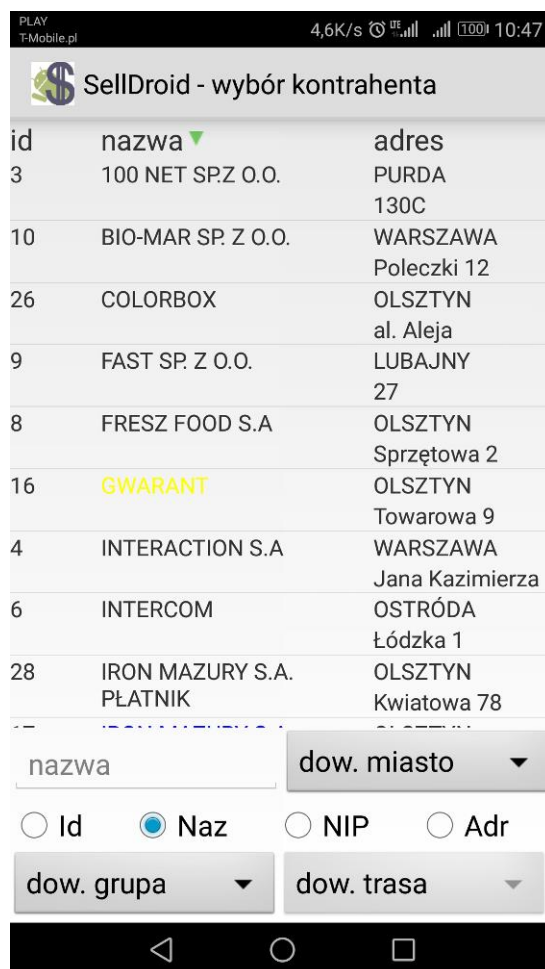 PLAY
T-Mobile.pl
4,6K/s LTE 100 10:47
SellDroid - wybór kontrahenta
id nazwa adres
3 100 NET SP.Z O.O. PURDA
130C
10 BIO-MAR SP. Z O.O. WARSZAWA
Poleczki 12
26 COLORBOX OLSZTYN
al. Aleja
9 FAST SP. Z O.O. LUBAJNY
27
8 FRESZ FOOD S.A OLSZTYN
Sprzętowa 2
16 GWARANT OLSZTYN
Towarowa 9
4 INTERACTION S.A WARSZAWA
Jana Kazimierza
6 INTERCOM OSTRÓDA
Łódzka 1
28 IRON MAZURY S.A. OLSZTYN
PŁATNIK Kwiatowa 78
nazwa dow. miasto
Id Naz NIP Adr
dow. grupa dow. trasa